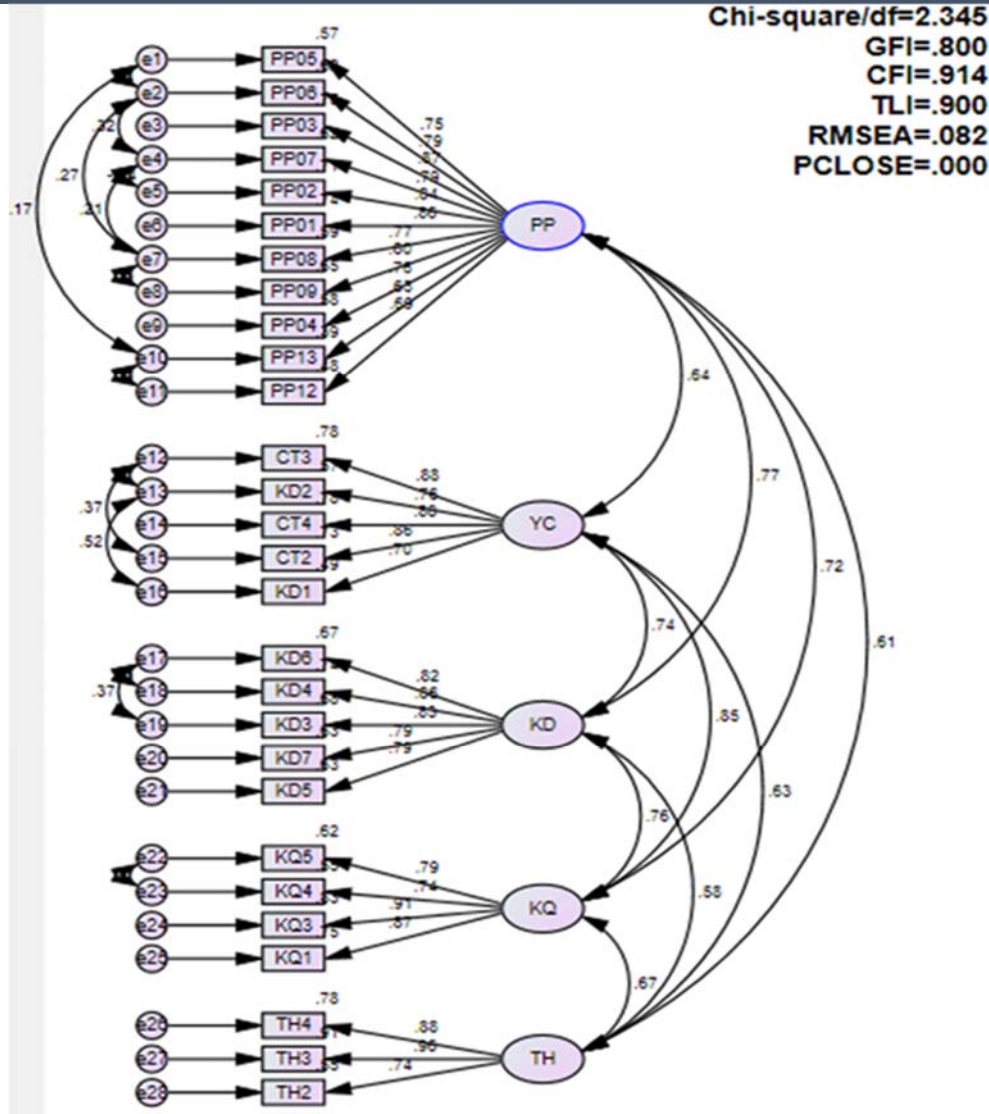 Chi-square/df=2.345
GFI=.800
CFI=.914
TLI=.900
RMSEA=.082
PCLOSE=.000
.57
e1 PP05
e2 PP06
e3 PP03
e4 PP07
e5 PP02
e6 PP01
e7 PP08
e8 PP09
e9 PP04
e10 PP13
e11 PP12
.27
.17
.75
.79
.77
PP
.64
.77
.72
.61
.78
e12 CT3
e13 KD2
e14 CT4
e15 CT2
e16 KD1
.37
.52
.88
.70
YC
.74
.85
.63
.67
e17 KD6
e18 KD4
e19 KD3
e20 KD7
e21 KD5
.37
.82
.79
.79
KD
.76
.58
.62
e22 KQ5
e23 KQ4
e24 KQ3
e25 KQ1
.79
.74
.91
.87
KQ
.67
.78
e26 TH4
e27 TH3
e28 TH2
.88
.74
TH